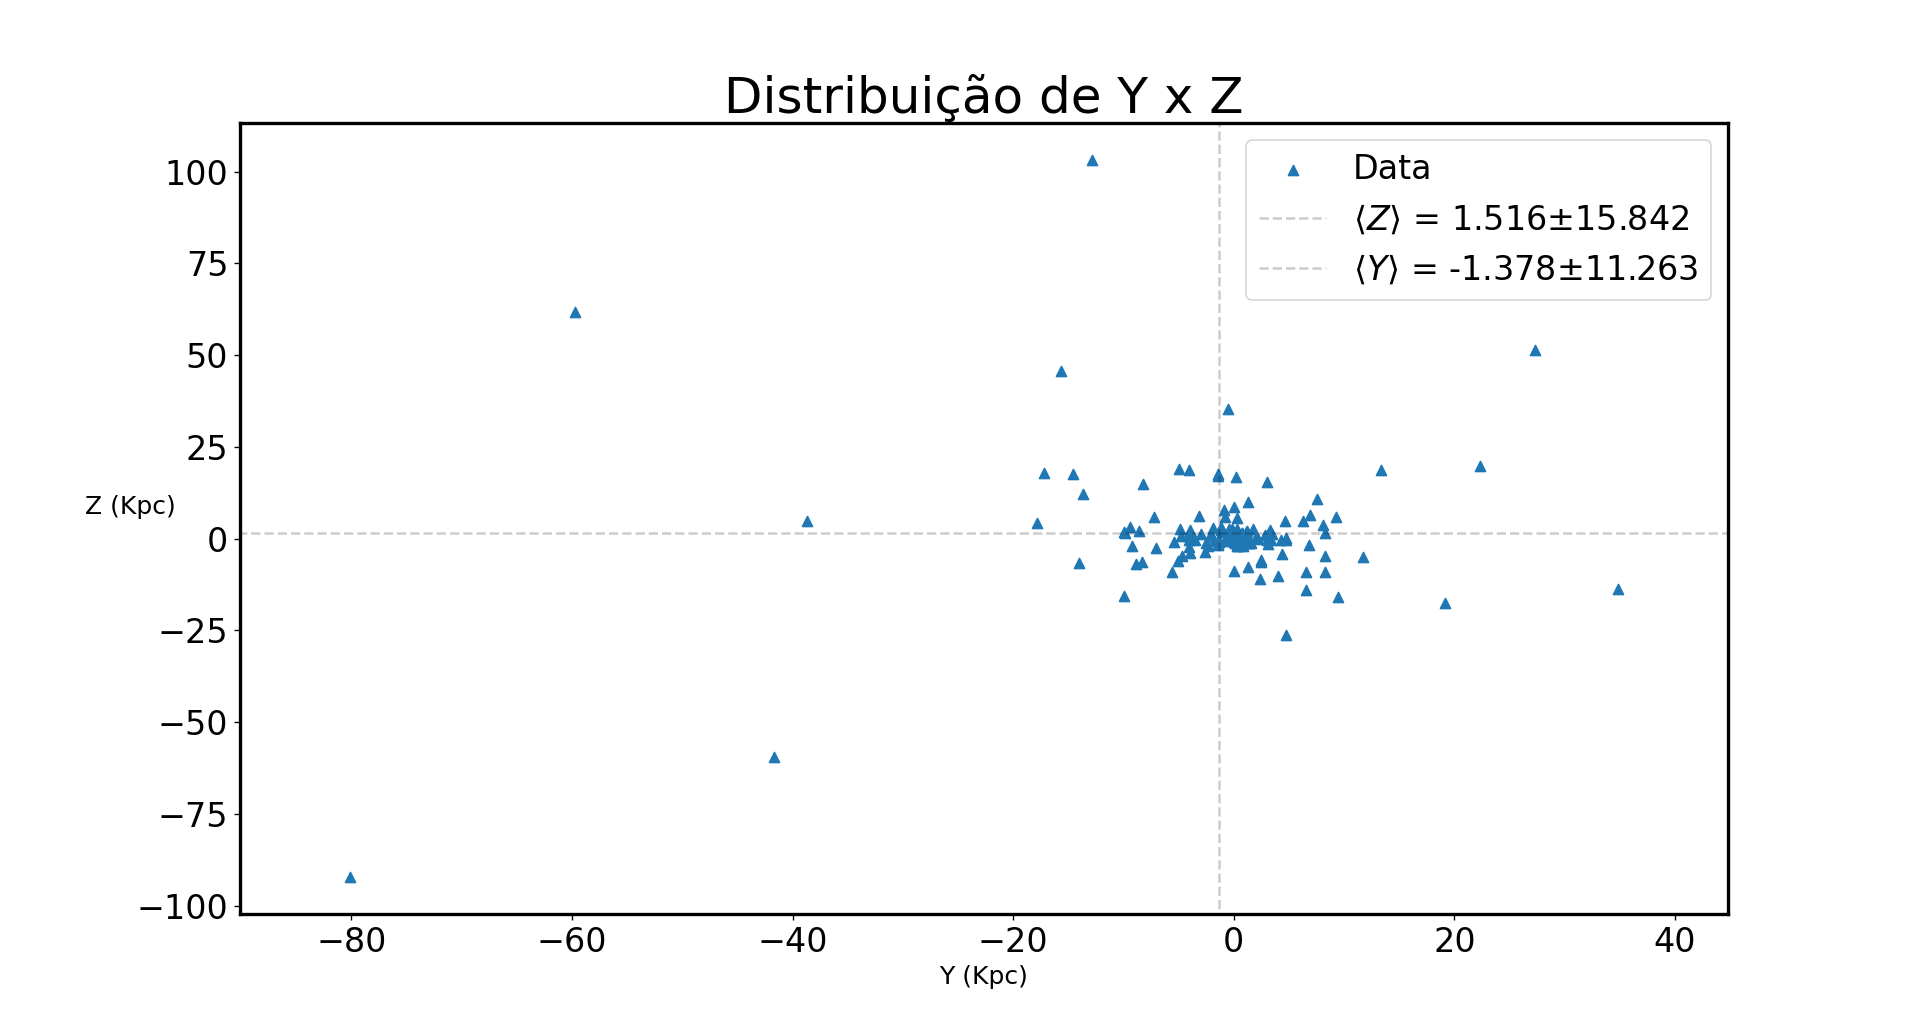 Distribuição de Y x Z
Data
⟨Z⟩ = 1.516±15.842
⟨Y⟩ = -1.378±11.263
100
75
50
25
0
−25
−50
−75
−100
Z (Kpc)
−80 −60 −40 −20 0 20 40
Y (Kpc)